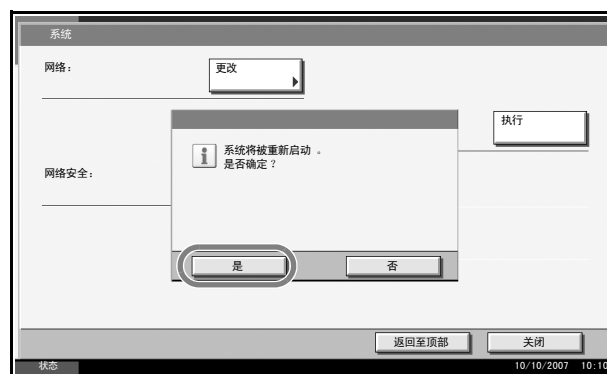 系统
网络：
更改
执行
系统将被重新启动 。
是否确定？
网络安全：
是
否
返回至顶部
关闭
状态
10/10/2007 10:10